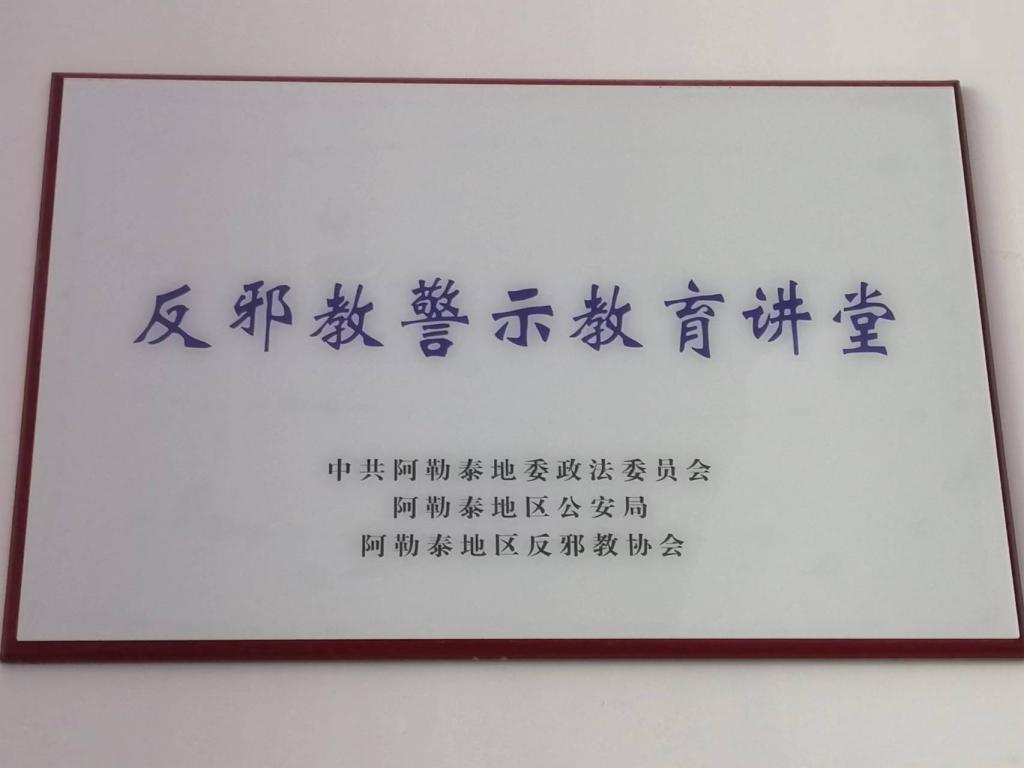 反邪教警示教育讲堂
中共阿勒泰地委政法委员会
阿勒泰地区公安局
阿勒泰地区反邪教协会